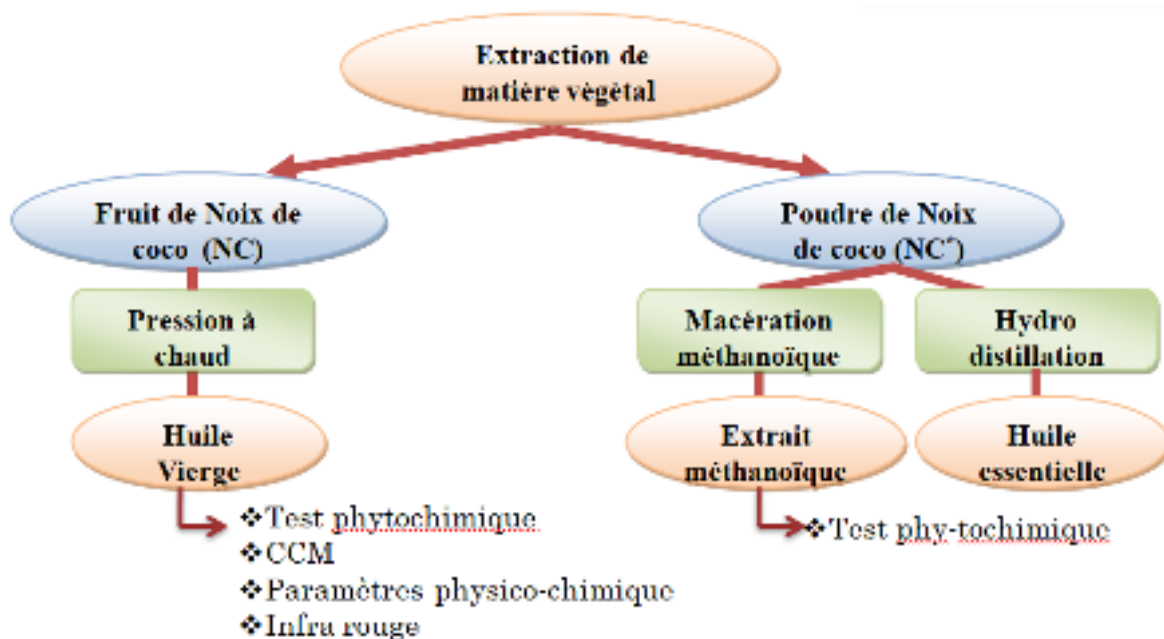 Extraction de
matière végétal
Fruit de Noix de
coco (NC)
Poudre de Noix
de coco (NC*)
Pression à
chaud
Macération
méthanoïque
Hydro
distillation
Huile
Vierge
Extrait
méthanoïque
Huile
essentielle
❖Test phytochimique
❖CCM
❖Paramètres physico-chimique
❖Infra rouge
❖Test phy-tochimique